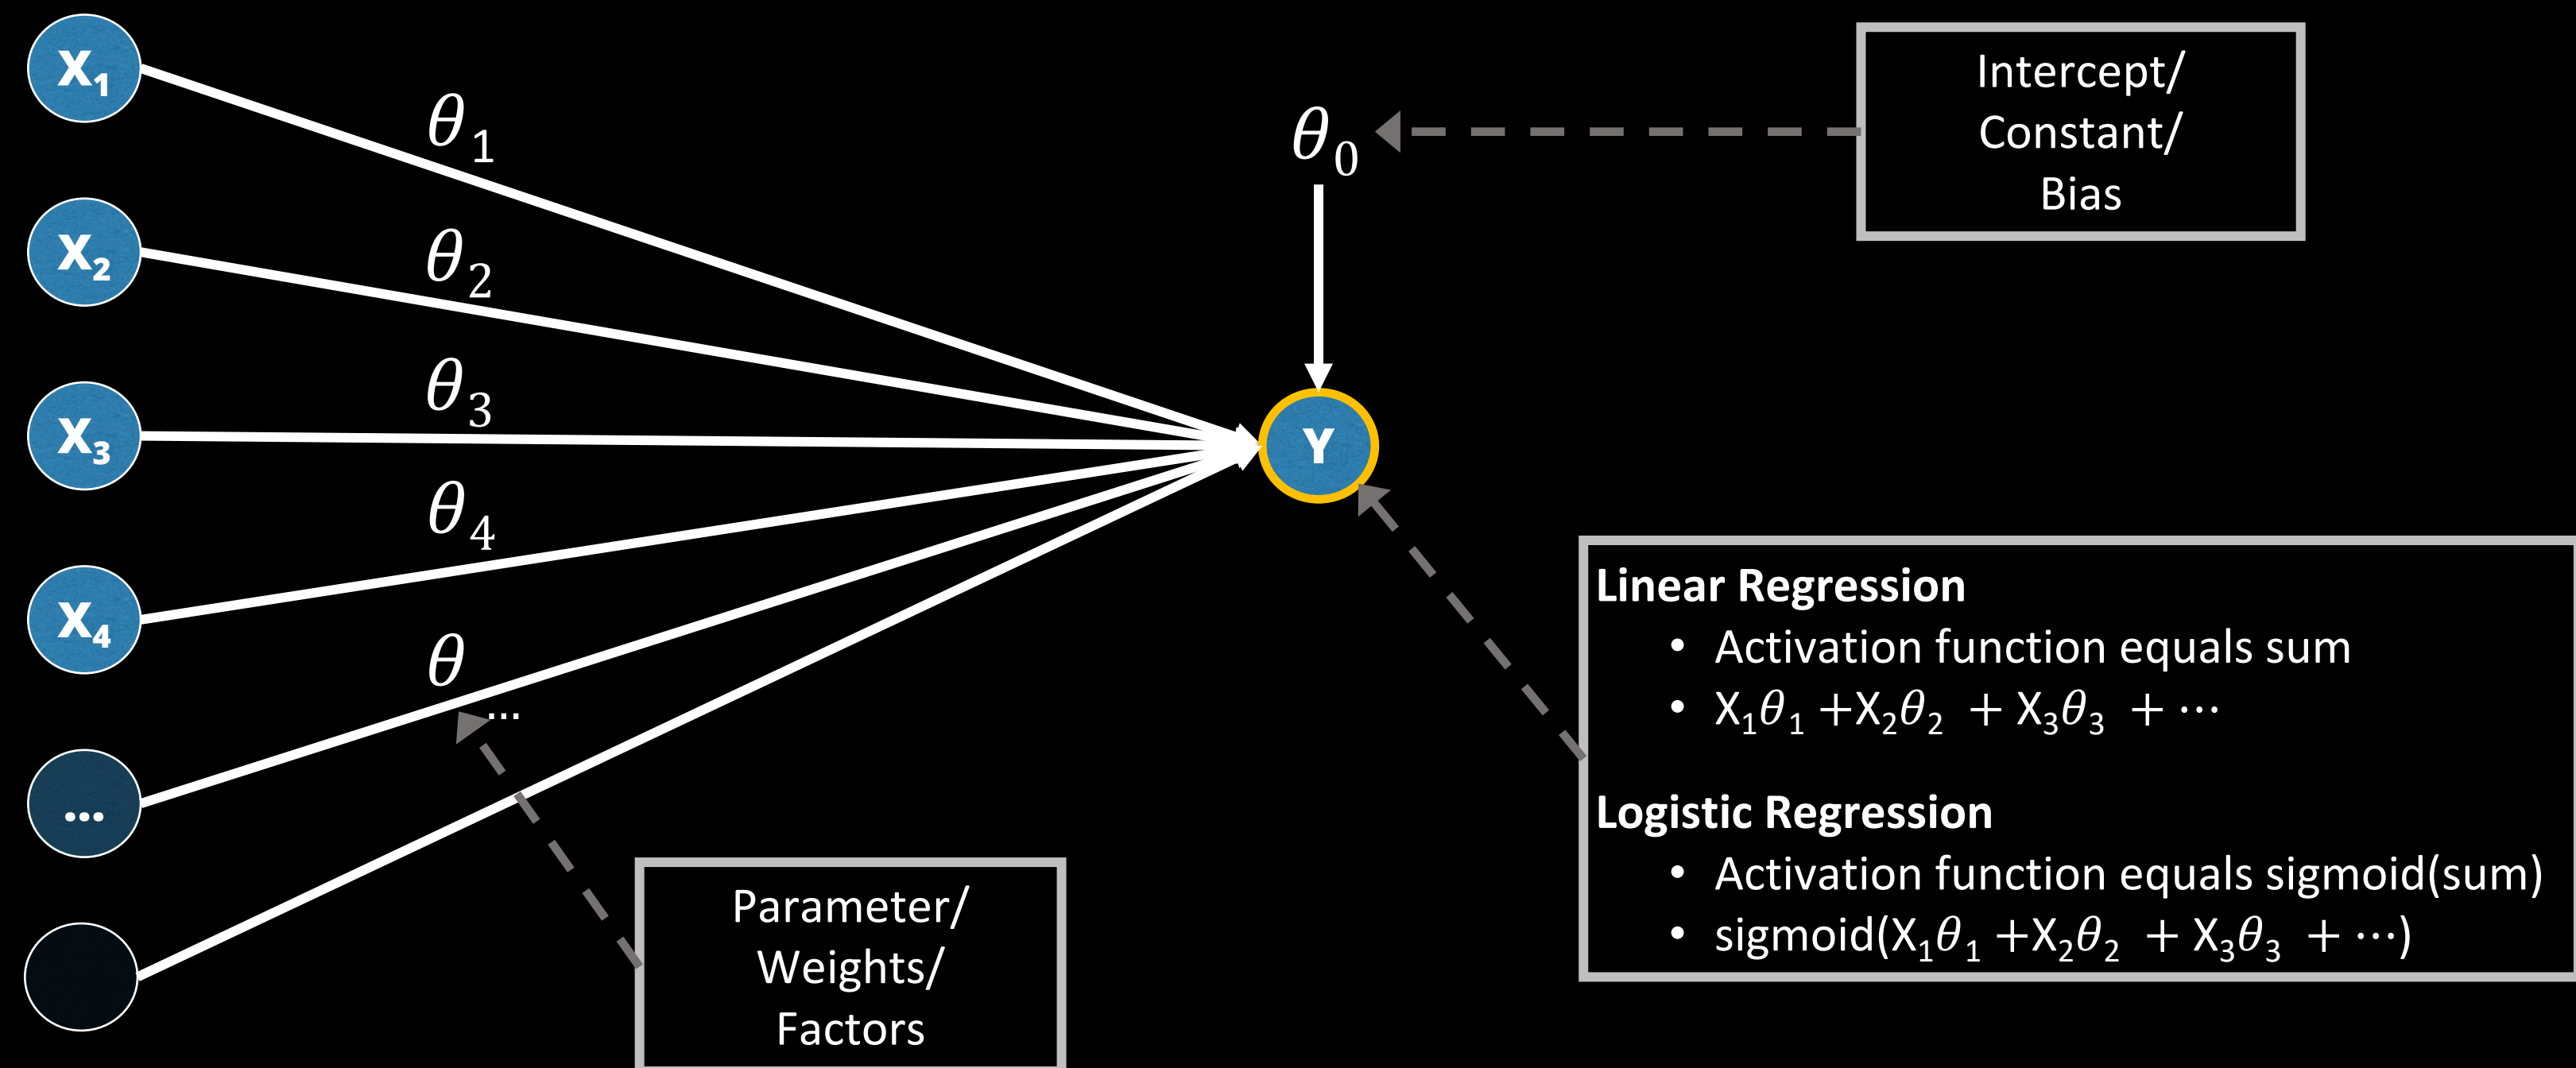 X₁
θ₁
X₂
θ₂
X₃
θ₃
X₄
θ₄
...
θ...
θ₀
Y
Intercept/
Constant/
Bias
Parameter/
Weights/
Factors
Linear Regression
• Activation function equals sum
• X₁θ₁ +X₂θ₂ + X₃θ₃ + ⋯
Logistic Regression
• Activation function equals sigmoid(sum)
• sigmoid(X₁θ₁ +X₂θ₂ + X₃θ₃ + ⋯)